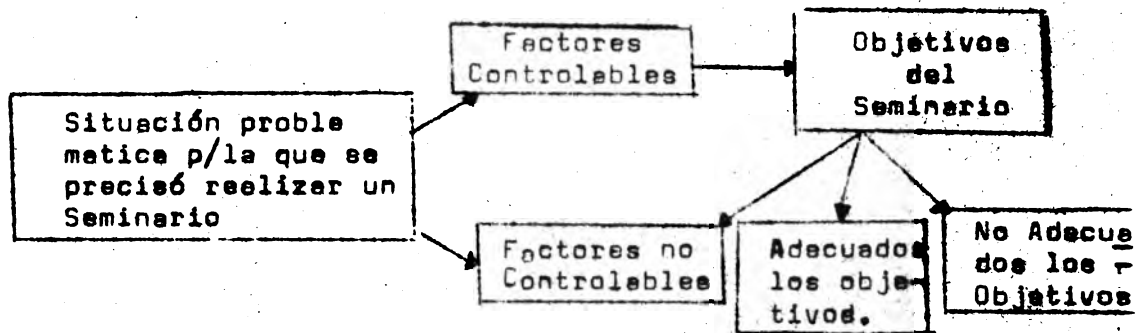 Factores
Controlables
Objetivos
del
Seminario
Situación proble
matica p/la que se
precisó realizar un
Seminario
Factores no
Controlables
Adecuados
los obje-
tivos.
No Adecua
dos los -
Objetivos